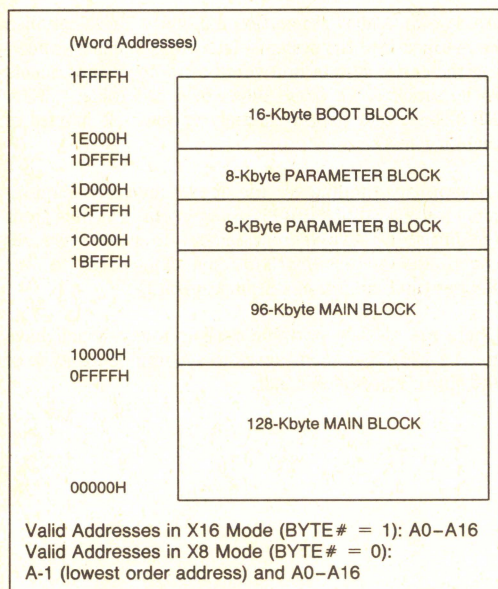 (Word Addresses)
1FFFFH
16-Kbyte BOOT BLOCK
1E000H
1DFFFH
8-Kbyte PARAMETER BLOCK
1D000H
1CFFFH
8-KByte PARAMETER BLOCK
1C000H
1BFFFH
96-Kbyte MAIN BLOCK
10000H
0FFFFH
128-Kbyte MAIN BLOCK
00000H
Valid Addresses in X16 Mode (BYTE# = 1): A0–A16
Valid Addresses in X8 Mode (BYTE# = 0):
A-1 (lowest order address) and A0–A16